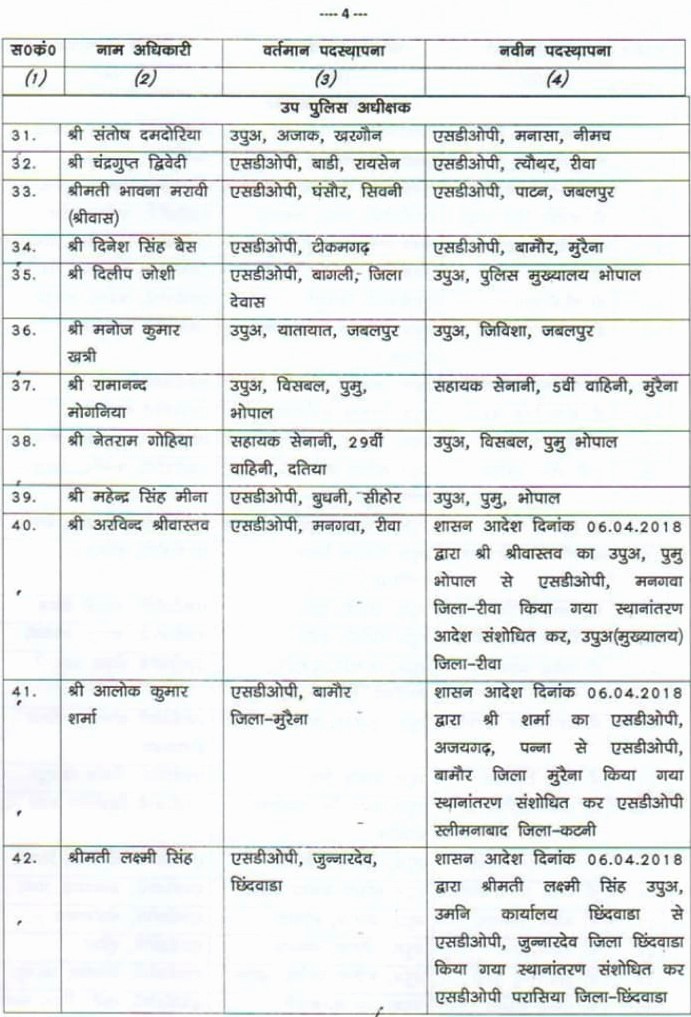 ---- 4 ---
स०कं० नाम अधिकारी वर्तमान पदस्थापना नवीन पदस्थापना
(1) (2) (3) (4)
उप पुलिस अधीक्षक
31. श्री संतोष दमदोरिया उपुअ, अजाक, खरगौन एसडीओपी, मनासा, नीमच
32. श्री चंद्रगुप्त द्विवेदी एसडीओपी, बाडी, रायसेन एसडीओपी, त्यौथर, रीवा
33. श्रीमती भावना मरावी एसडीओपी, घंसौर, सिवनी एसडीओपी, पाटन, जबलपुर
(श्रीवास)
34. श्री दिनेश सिंह बैस एसडीओपी, टीकमगढ़ एसडीओपी, बामौर, मुरैना
35. श्री दिलीप जोशी एसडीओपी, बागली, जिला उपुअ, पुलिस मुख्यालय भोपाल
देवास
36. श्री मनोज कुमार उपुअ, यातायात, जबलपुर उपुअ, जिविशा, जबलपुर
खत्री
37. श्री रामानन्द उपुअ, विसबल, पुमु, सहायक सेनानी, 5वीं वाहिनी, मुरैना
मोगनिया भोपाल
38. श्री नेतराम गोहिया सहायक सेनानी, 29वीं उपुअ, विसबल, पुमु भोपाल
वाहिनी, दतिया
39. श्री महेन्द्र सिंह मीना एसडीओपी, बुधनी, सीहोर उपुअ, पुमु, भोपाल
40. श्री अरविन्द श्रीवास्तव एसडीओपी, मनगवा, रीवा शासन आदेश दिनांक 06.04.2018
द्वारा श्री श्रीवास्तव का उपुअ, पुमु
भोपाल से एसडीओपी, मनगवा
जिला-रीवा किया गया स्थानांतरण
आदेश संशोधित कर, उपुअ(मुख्यालय)
जिला-रीवा
41. श्री आलोक कुमार एसडीओपी, बामौर शासन आदेश दिनांक 06.04.2018
शर्मा जिला-मुरैना द्वारा श्री शर्मा का एसडीओपी,
अजयगढ़, पन्ना से एसडीओपी,
बामौर जिला मुरैना किया गया
स्थानांतरण संशोधित कर एसडीओपी
स्लीमनाबाद जिला-कटनी
42. श्रीमती लक्ष्मी सिंह एसडीओपी, जुन्नारदेव, शासन आदेश दिनांक 06.04.2018
छिंदवाडा द्वारा श्रीमती लक्ष्मी सिंह उपुअ,
उमनि कार्यालय छिंदवाडा से
एसडीओपी, जुन्नारदेव जिला छिंदवाडा
किया गया स्थानांतरण संशोधित कर
एसडीओपी परासिया जिला-छिंदवाडा